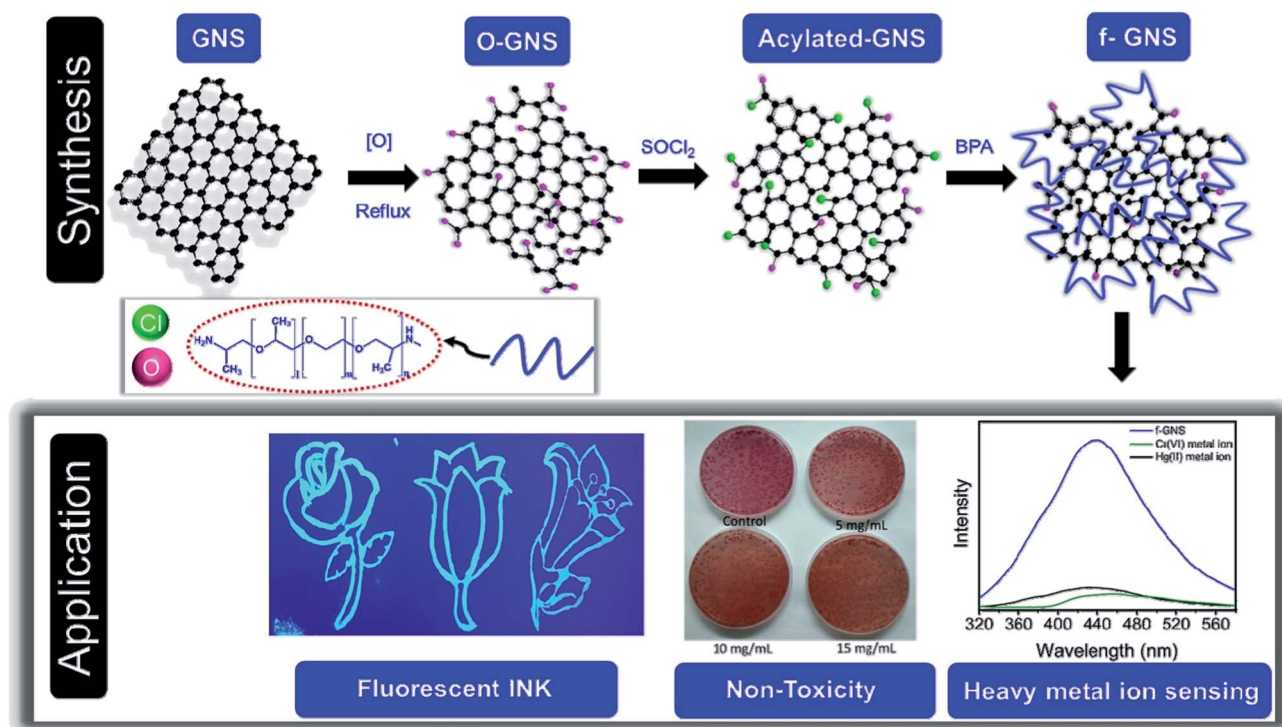 Synthesis
GNS
O-GNS
Acylated-GNS
f- GNS
[O]
Reflux
SOCl₂
BPA
Cl
O
H₂N
CH₃
O
CH₃
l
O
m
O
H₃C
n
H
N
Application
Fluorescent INK
Control
5 mg/mL
10 mg/mL
15 mg/mL
Non-Toxicity
f-GNS
Cr(VI) metal ion
Hg(II) metal ion
Intensity
320 360 400 440 480 520 560
Wavelength (nm)
Heavy metal ion sensing